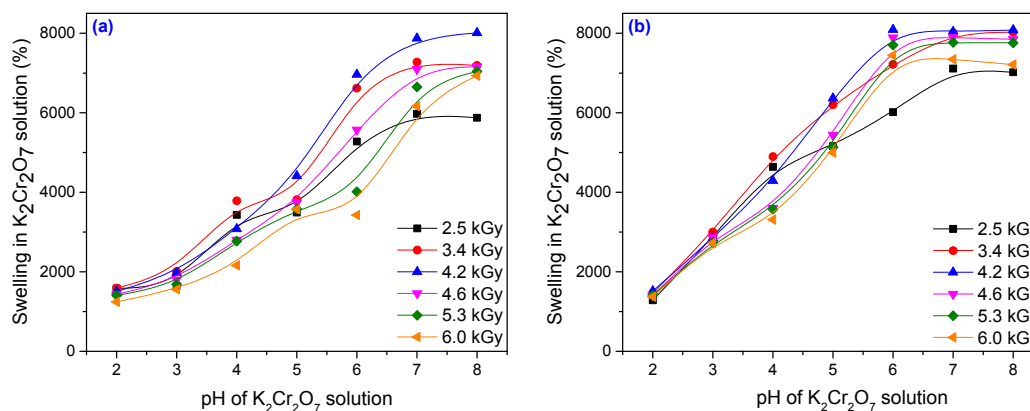 (a)
Swelling in K2Cr2O7 solution (%)
8000
6000
4000
2000
0
2.5 kGy
3.4 kGy
4.2 kGy
4.6 kGy
5.3 kGy
6.0 kGy
2 3 4 5 6 7 8
pH of K2Cr2O7 solution
(b)
Swelling in K2Cr2O7 solution (%)
8000
6000
4000
2000
0
2.5 kG
3.4 kG
4.2 kG
4.6 kG
5.3 kG
6.0 kG
2 3 4 5 6 7 8
pH of K2Cr2O7 solution